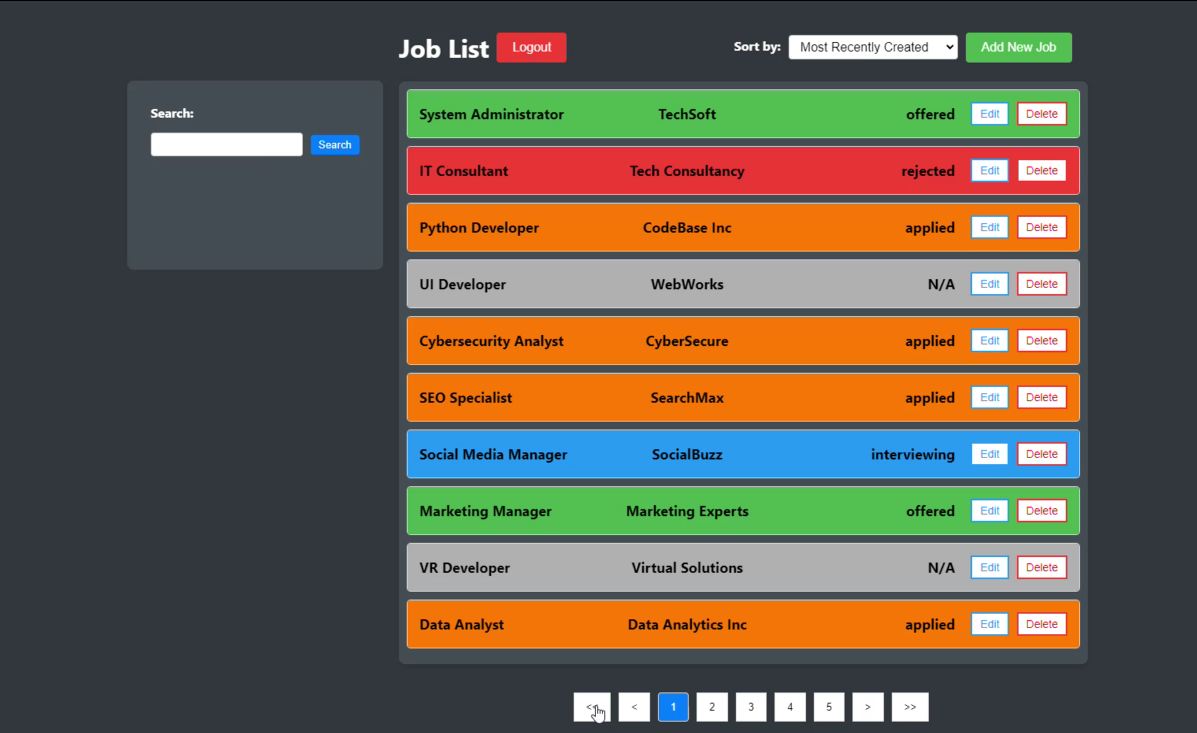 Job List Logout Sort by: Most Recently Created Add New Job
Search:
Search
System Administrator TechSoft offered Edit Delete
IT Consultant Tech Consultancy rejected Edit Delete
Python Developer CodeBase Inc applied Edit Delete
UI Developer WebWorks N/A Edit Delete
Cybersecurity Analyst CyberSecure applied Edit Delete
SEO Specialist SearchMax applied Edit Delete
Social Media Manager SocialBuzz interviewing Edit Delete
Marketing Manager Marketing Experts offered Edit Delete
VR Developer Virtual Solutions N/A Edit Delete
Data Analyst Data Analytics Inc applied Edit Delete
<< < 1 2 3 4 5 > >>